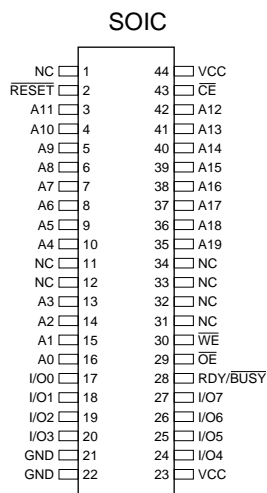 SOIC
NC 1 44 VCC
RESET 2 43 CE
A11 3 42 A12
A10 4 41 A13
A9 5 40 A14
A8 6 39 A15
A7 7 38 A16
A6 8 37 A17
A5 9 36 A18
A4 10 35 A19
NC 11 34 NC
NC 12 33 NC
A3 13 32 NC
A2 14 31 NC
A1 15 30 WE
A0 16 29 OE
I/O0 17 28 RDY/BUSY
I/O1 18 27 I/O7
I/O2 19 26 I/O6
I/O3 20 25 I/O5
GND 21 24 I/O4
GND 22 23 VCC